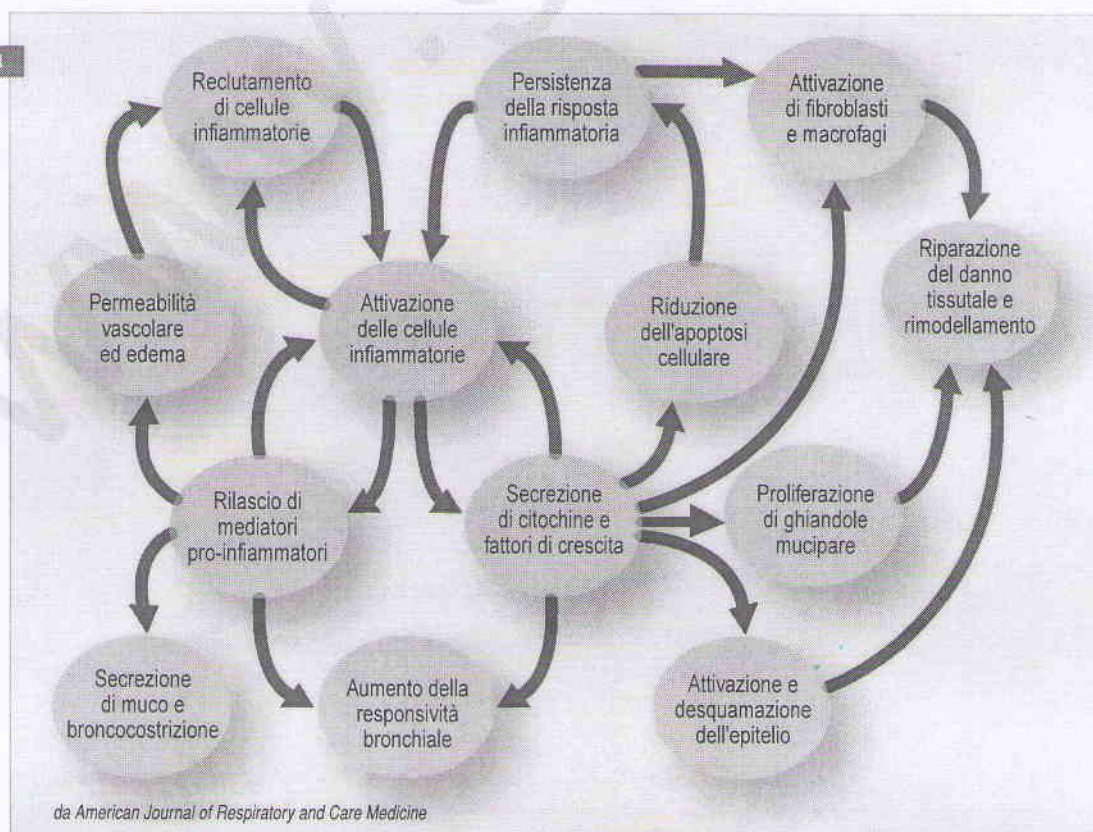 Reclutamento
di cellule
infiammatorie
Persistenza
della risposta
infiammatoria
Attivazione
di fibroblasti
e macrofagi
Permeabilità
vascolare
ed edema
Attivazione
delle cellule
infiammatorie
Riduzione
dell'apoptosi
cellulare
Riparazione
del danno
tissutale e
rimodellamento
Rilascio di
mediatori
pro-infiammatori
Secrezione
di citochine e
fattori di crescita
Proliferazione
di ghiandole
mucipare
Secrezione
di muco e
broncocostrizione
Aumento della
responsività
bronchiale
Attivazione e
desquamazione
dell'epitelio
da American Journal of Respiratory and Care Medicine